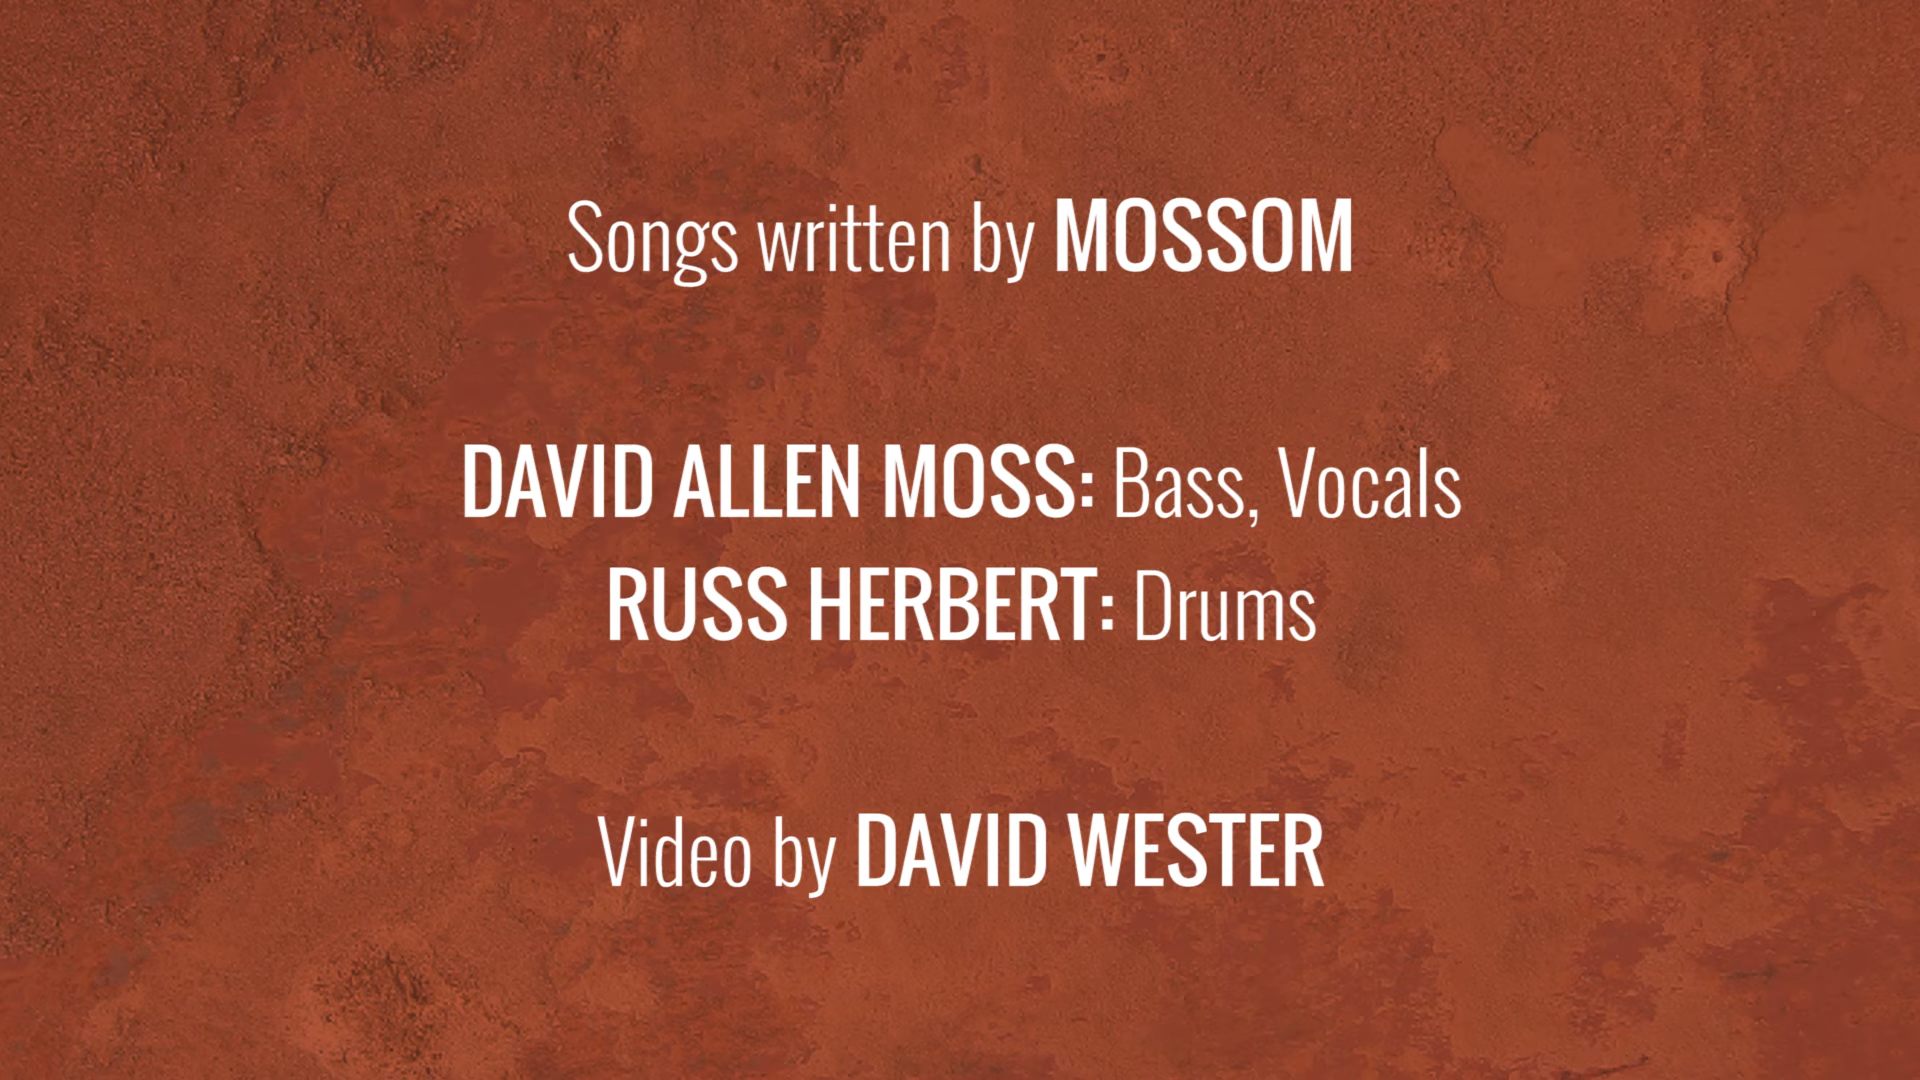 Songs written by MOSSOM
DAVID ALLEN MOSS: Bass, Vocals
RUSS HERBERT: Drums
Video by DAVID WESTER